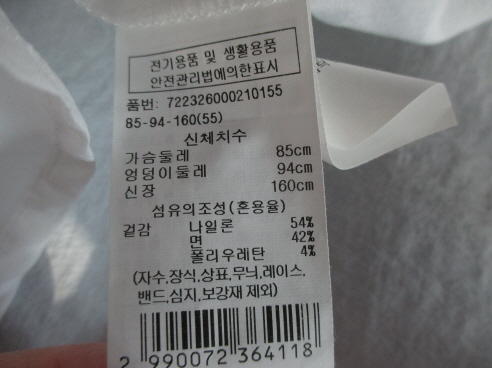 전기용품 및 생활용품
안전관리법에의한표시
품번: 722326000210155
85-94-160(55)
신체치수
가슴둘레 85cm
엉덩이둘레 94cm
신장 160cm
섬유의조성(혼용율)
겉감 나일론 54%
면 42%
폴리우레탄 4%
(자수,장식,상표,무늬,레이스,
밴드,심지,보강재 제외)
2 990072 364118